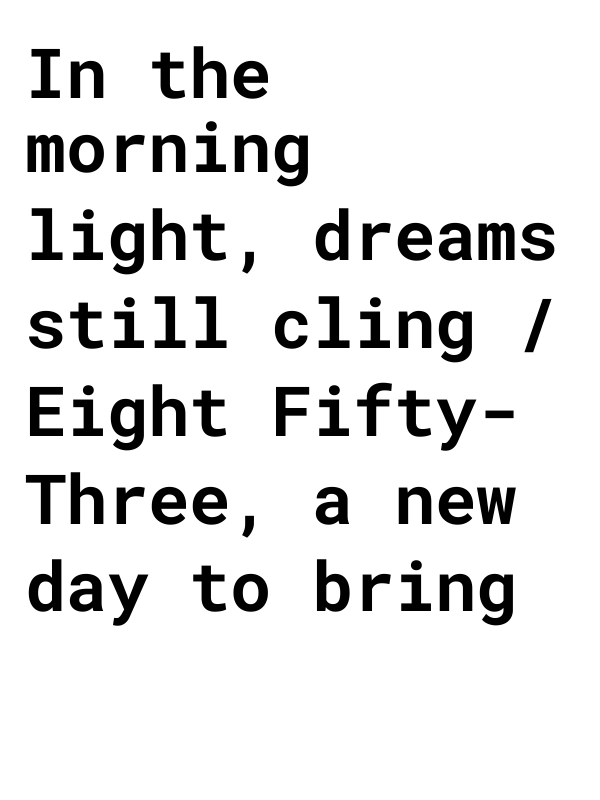 In the
morning
light, dreams
still cling /
Eight Fifty-
Three, a new
day to bring